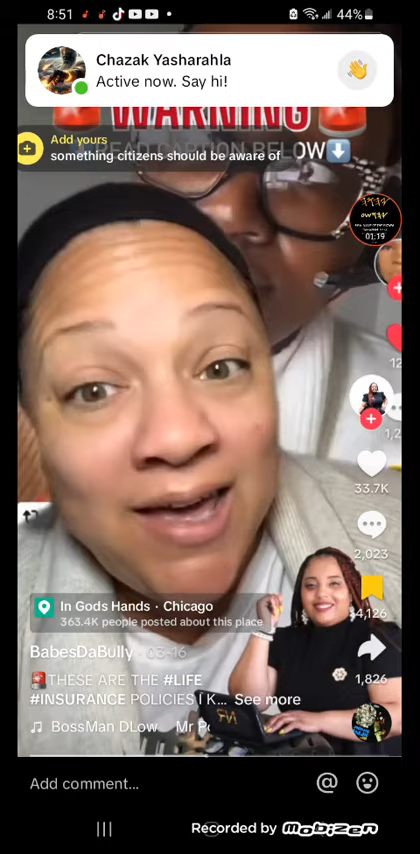 8:51
44%
Chazak Yasharahla
Active now. Say hi!
WARNING
READ CAPTION BELOW
Add yours
something citizens should be aware of
01:19
33.7K
2,023
In Gods Hands · Chicago
363.4K people posted about this place
4,126
BabesDaBully · 03-16
1,826
THESE ARE THE #LIFE
#INSURANCE POLICIES I K... See more
BossMan DLow
Add comment...
Recorded by Mobizen